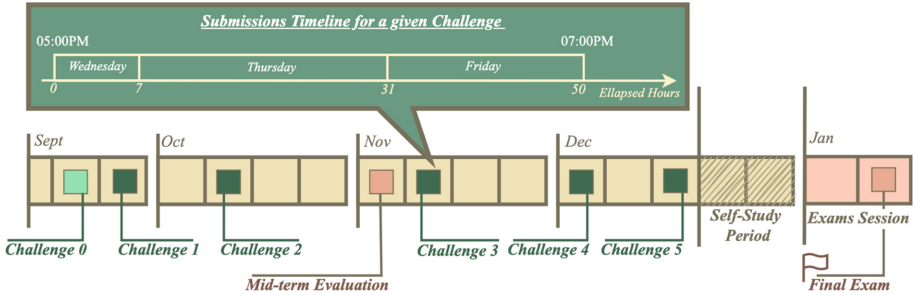 Submissions Timeline for a given Challenge
05:00PM
07:00PM
Wednesday
Thursday
Friday
0
7
31
50
Ellapsed Hours
Sept
Oct
Nov
Dec
Jan
Self-Study
Period
Exams Session
Challenge 0
Challenge 1
Challenge 2
Challenge 3
Challenge 4
Challenge 5
Mid-term Evaluation
Final Exam